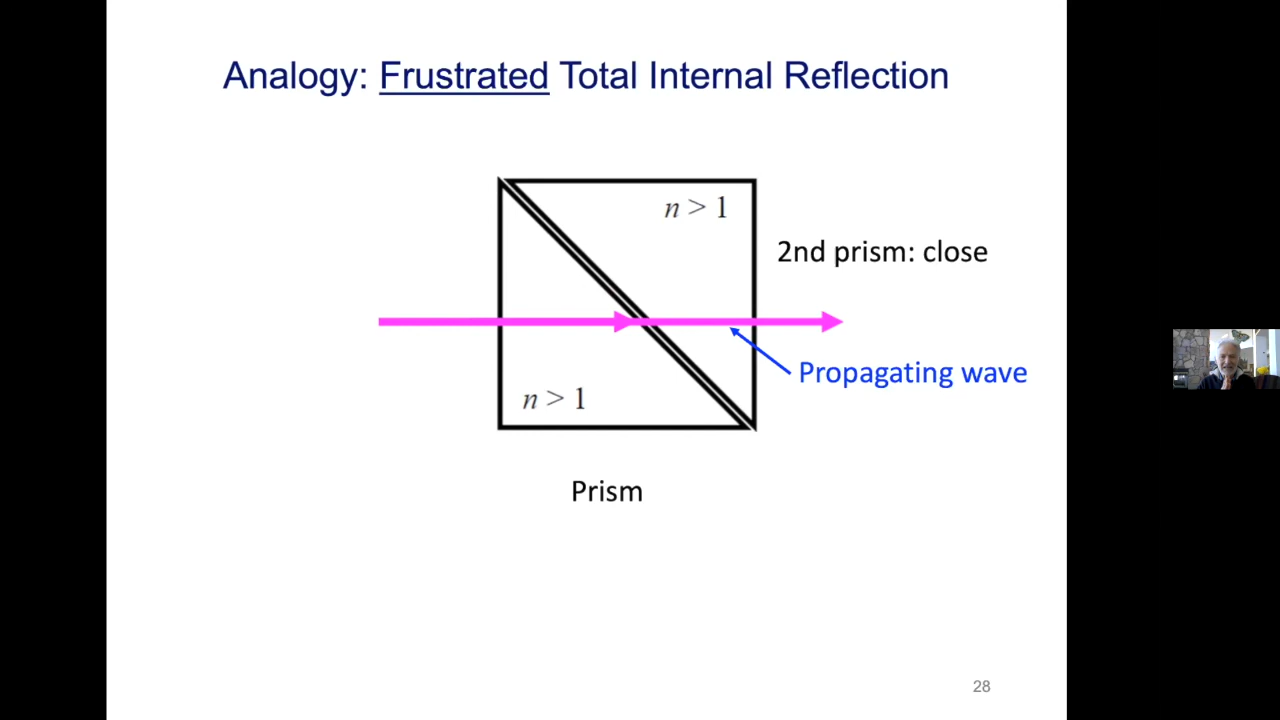 Analogy: Frustrated Total Internal Reflection
n > 1
2nd prism: close
Propagating wave
n > 1
Prism
28